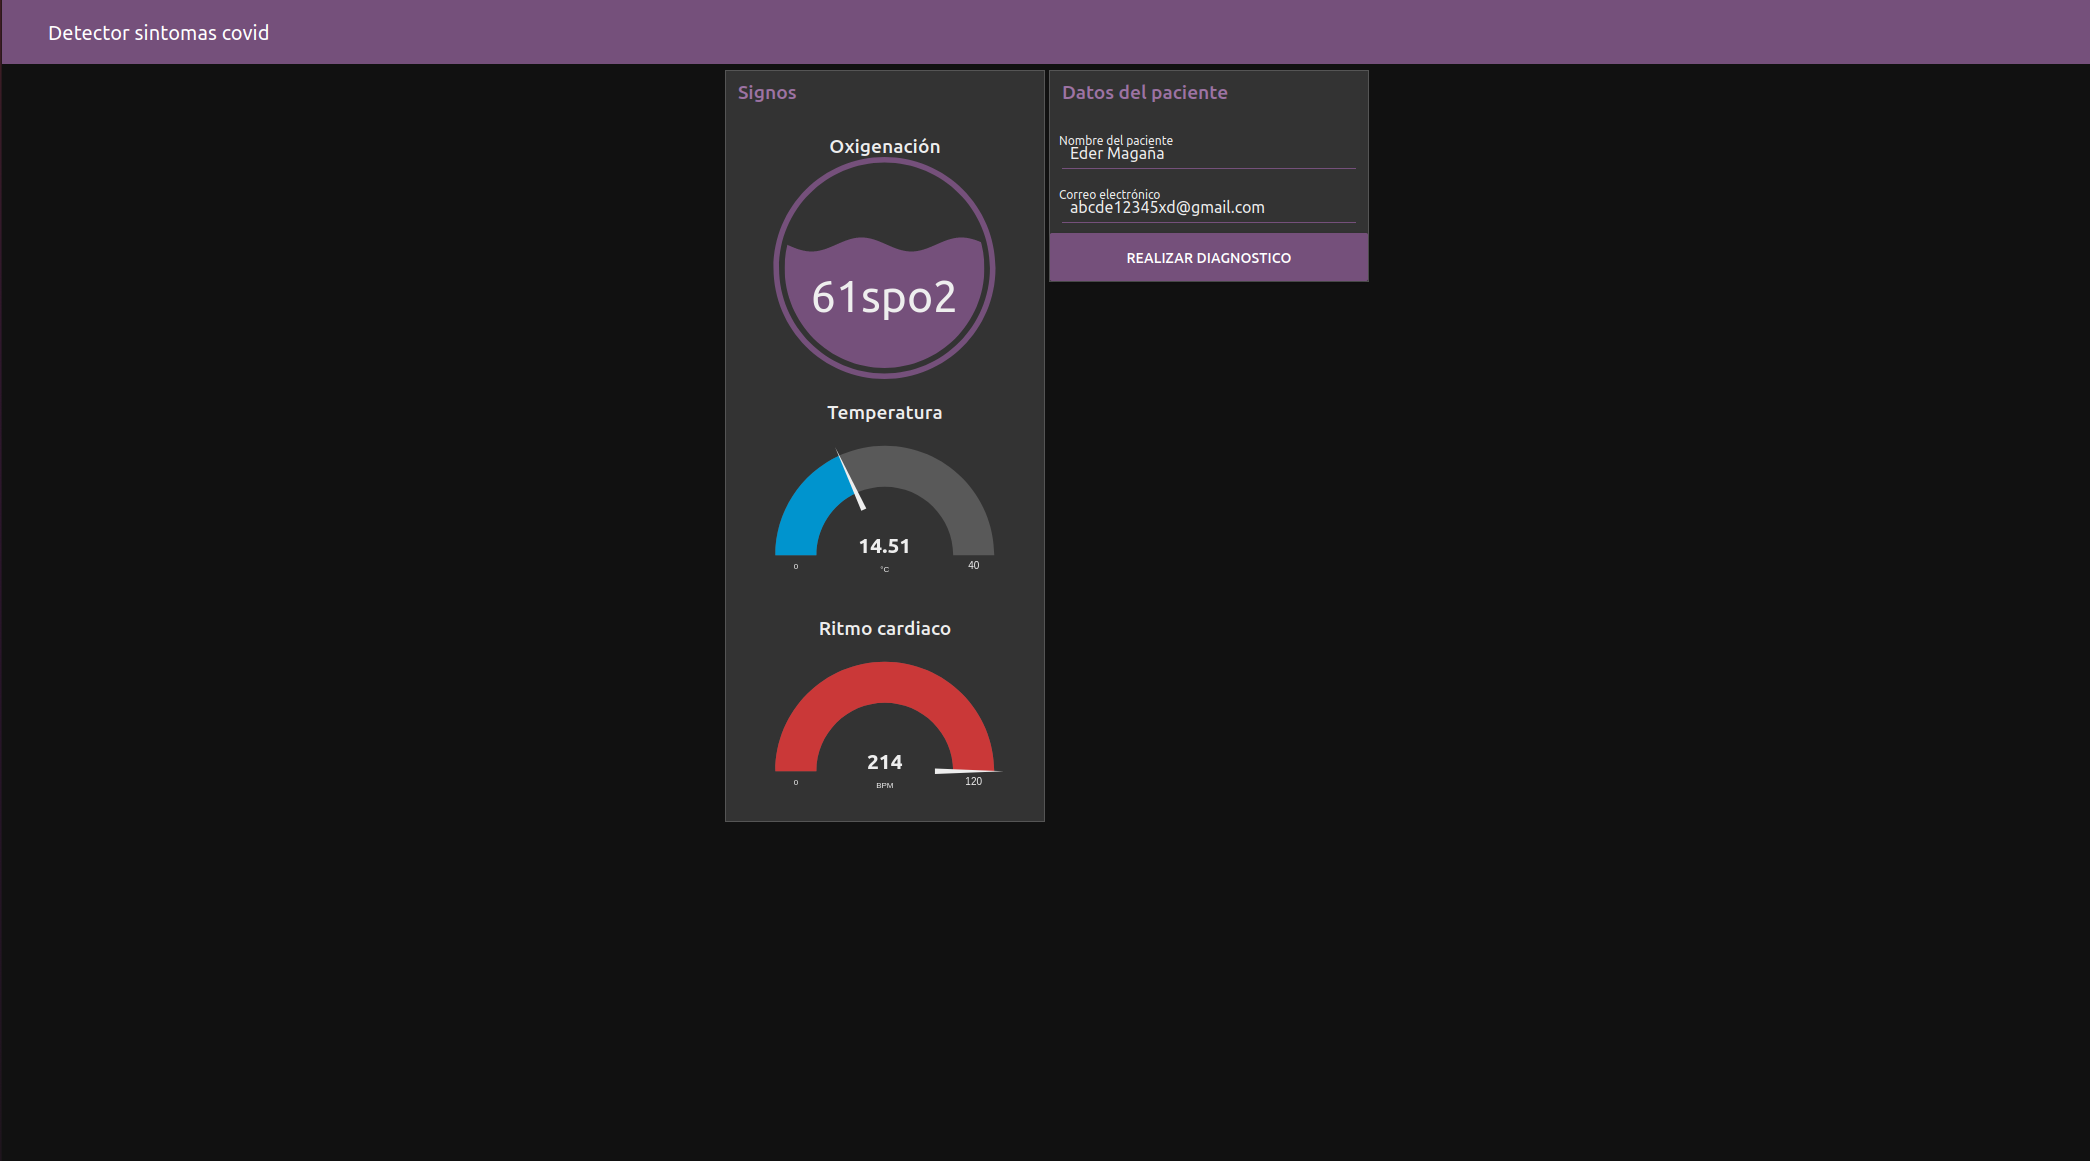 Detector sintomas covid
Signos
Oxigenación
61spo2
Temperatura
14.51
°C
0
40
Ritmo cardiaco
214
BPM
0
120
Datos del paciente
Nombre del paciente
Eder Magaña
Correo electrónico
abcde12345xd@gmail.com
REALIZAR DIAGNOSTICO